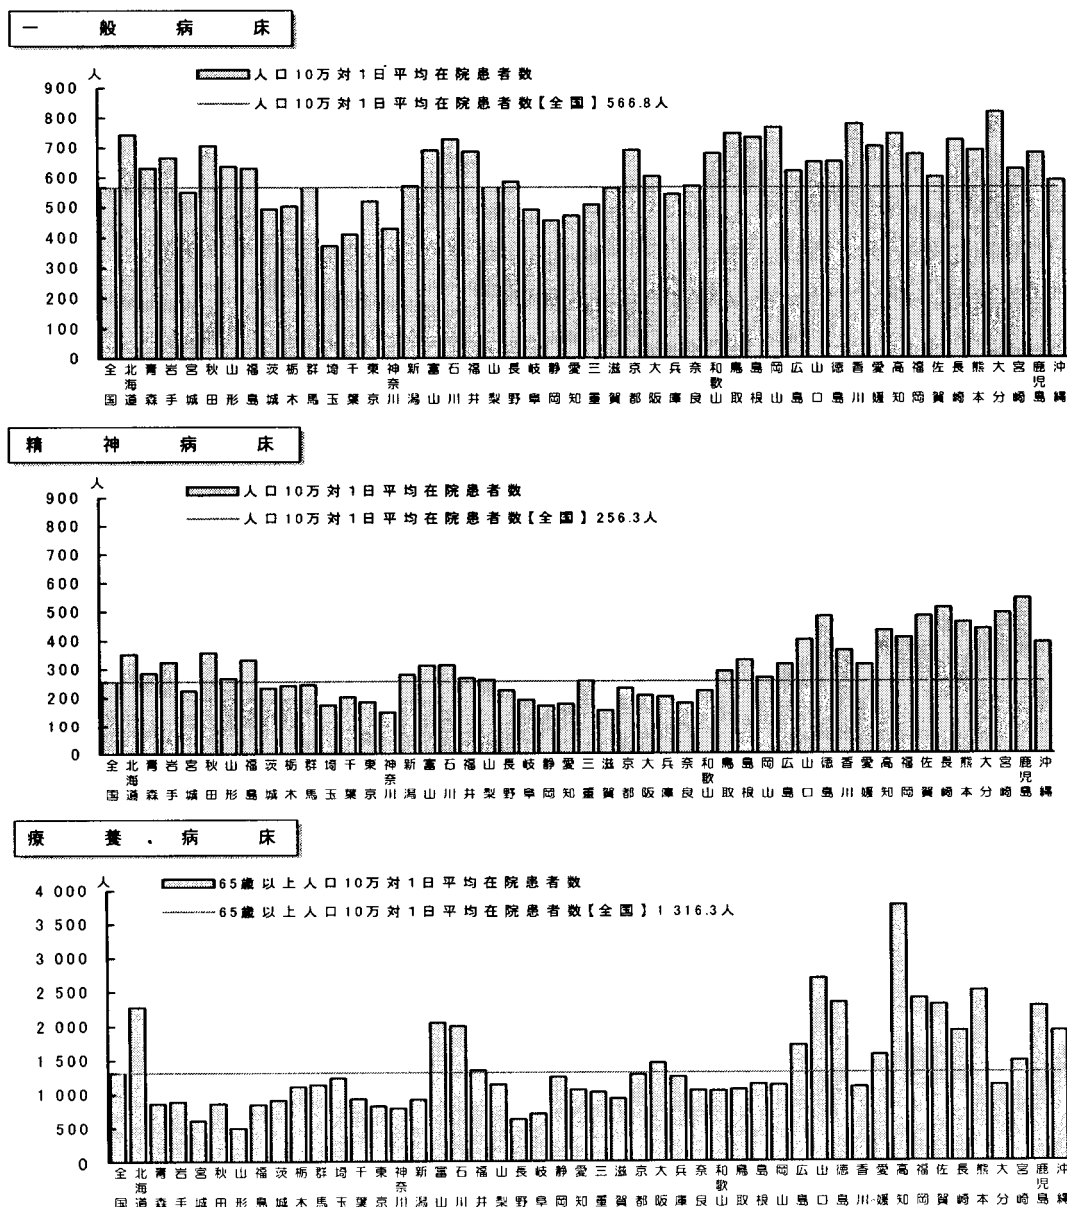 一般病床
人
人口10万対1日平均在院患者数
人口10万対1日平均在院患者数【全国】566.8人
900
800
700
600
500
400
300
200
100
0
全国 北海道 青森 岩手 宮城 秋田 山形 福島 茨城 栃木 群馬 埼玉 千葉 東京 神奈川 新潟 富山 石川 福井 山梨 長野 岐阜 静岡 愛知 三重 滋賀 京都 大阪 兵庫 奈良 和歌山 鳥取 島根 岡山 広島 山口 徳島 香川 愛媛 高知 福岡 佐賀 長崎 熊本 大分 宮崎 鹿児島 沖縄
精神病床
人
人口10万対1日平均在院患者数
人口10万対1日平均在院患者数【全国】256.3人
900
800
700
600
500
400
300
200
100
0
全国 北海道 青森 岩手 宮城 秋田 山形 福島 茨城 栃木 群馬 埼玉 千葉 東京 神奈川 新潟 富山 石川 福井 山梨 長野 岐阜 静岡 愛知 三重 滋賀 京都 大阪 兵庫 奈良 和歌山 鳥取 島根 岡山 広島 山口 徳島 香川 愛媛 高知 福岡 佐賀 長崎 熊本 大分 宮崎 鹿児島 沖縄
療養病床
人
65歳以上人口10万対1日平均在院患者数
65歳以上人口10万対1日平均在院患者数【全国】1 316.3人
4 000
3 500
3 000
2 500
2 000
1 500
1 000
500
0
全国 北海道 青森 岩手 宮城 秋田 山形 福島 茨城 栃木 群馬 埼玉 千葉 東京 神奈川 新潟 富山 石川 福井 山梨 長野 岐阜 静岡 愛知 三重 滋賀 京都 大阪 兵庫 奈良 和歌山 鳥取 島根 岡山 広島 山口 徳島 香川 愛媛 高知 福岡 佐賀 長崎 熊本 大分 宮崎 鹿児島 沖縄